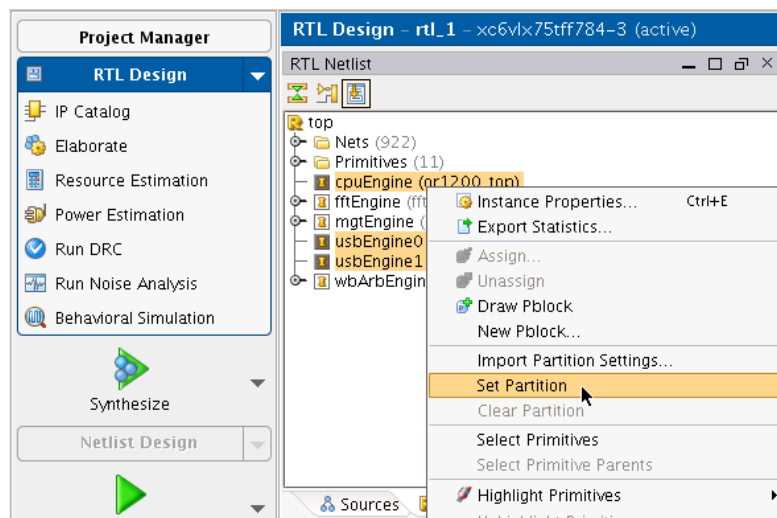 Project Manager
RTL Design
IP Catalog
Elaborate
Resource Estimation
Power Estimation
Run DRC
Run Noise Analysis
Behavioral Simulation
Synthesize
Netlist Design
RTL Design - rtl_1 - xc6vlx75tff784-3 (active)
RTL Netlist
top
Nets (922)
Primitives (11)
cpuEngine (or1200_top)
fftEngine (fft
mgtEngine (
usbEngine0
usbEngine1
wbArbEngin
Instance Properties... Ctrl+E
Export Statistics...
Assign...
Unassign
Draw Pblock
New Pblock...
Import Partition Settings...
Set Partition
Clear Partition
Select Primitives
Select Primitive Parents
Highlight Primitives
Sources